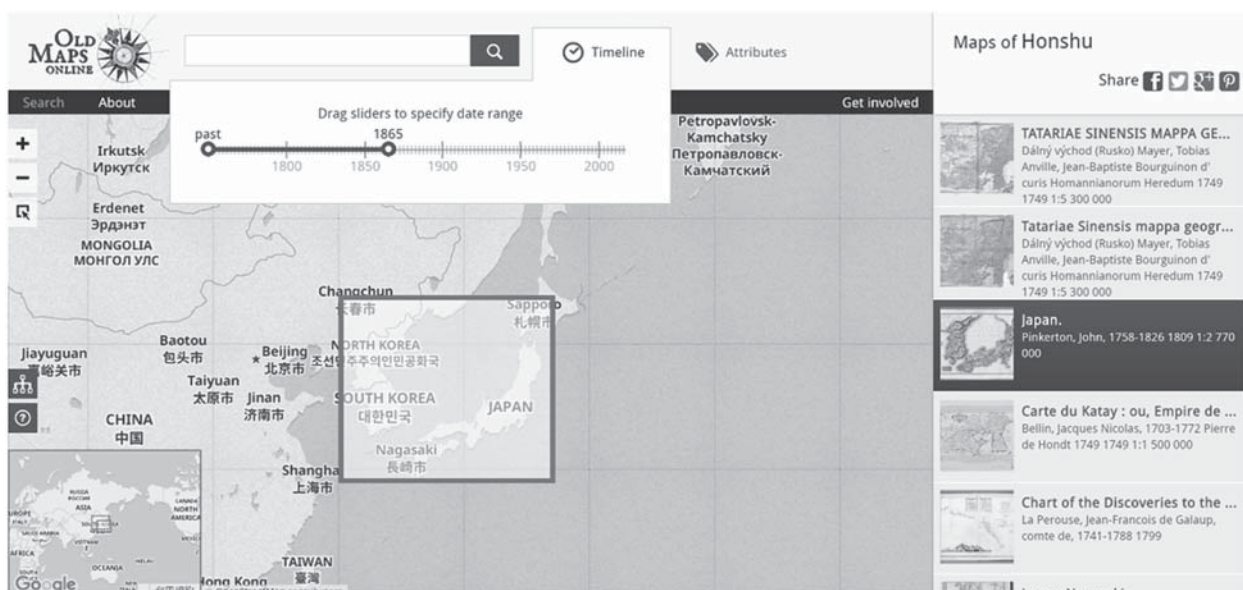 OLD
MAPS
ONLINE
Timeline
Attributes
Maps of Honshu
Share
Search
About
Get involved
Drag sliders to specify date range
past
1865
1800
1850
1900
1950
2000
Irkutsk
Иркутск
Erdenet
Эрдэнэт
MONGOLIA
МОНГОЛ УЛС
Petropavlovsk-
Kamchatsky
Петропавловск-
Камчатский
Changchun
长春市
Sapporo
札幌市
Baotou
包头市
Beijing
北京市
NORTH KOREA
조선민주주의인민공화국
Jiayuguan
嘉峪关市
Taiyuan
太原市
Jinan
济南市
SOUTH KOREA
대한민국
JAPAN
CHINA
中国
Nagasaki
長崎市
Shangha
上海市
TAIWAN
臺灣
Hong Kong
RUSSIA
РОССИЯ
ASIA
CANADA
NORTH
AMERICA
AFRICA
OCEANIA
Google
TATARIAE SINENSIS MAPPA GE...
Dálný východ (Rusko) Mayer, Tobias
Anville, Jean-Baptiste Bourguinon d'
curis Homannianorum Heredum 1749
1749 1:5 300 000
Tatariae Sinensis mappa geogr...
Dálný východ (Rusko) Mayer, Tobias
Anville, Jean-Baptiste Bourguinon d'
curis Homannianorum Heredum 1749
1749 1:5 300 000
Japan.
Pinkerton, John, 1758-1826 1809 1:2 770
000
Carte du Katay : ou, Empire de ...
Bellin, Jacques Nicolas, 1703-1772 Pierre
de Hondt 1749 1749 1:1 500 000
Chart of the Discoveries to the ...
La Perouse, Jean-Francois de Galaup,
comte de, 1741-1788 1799